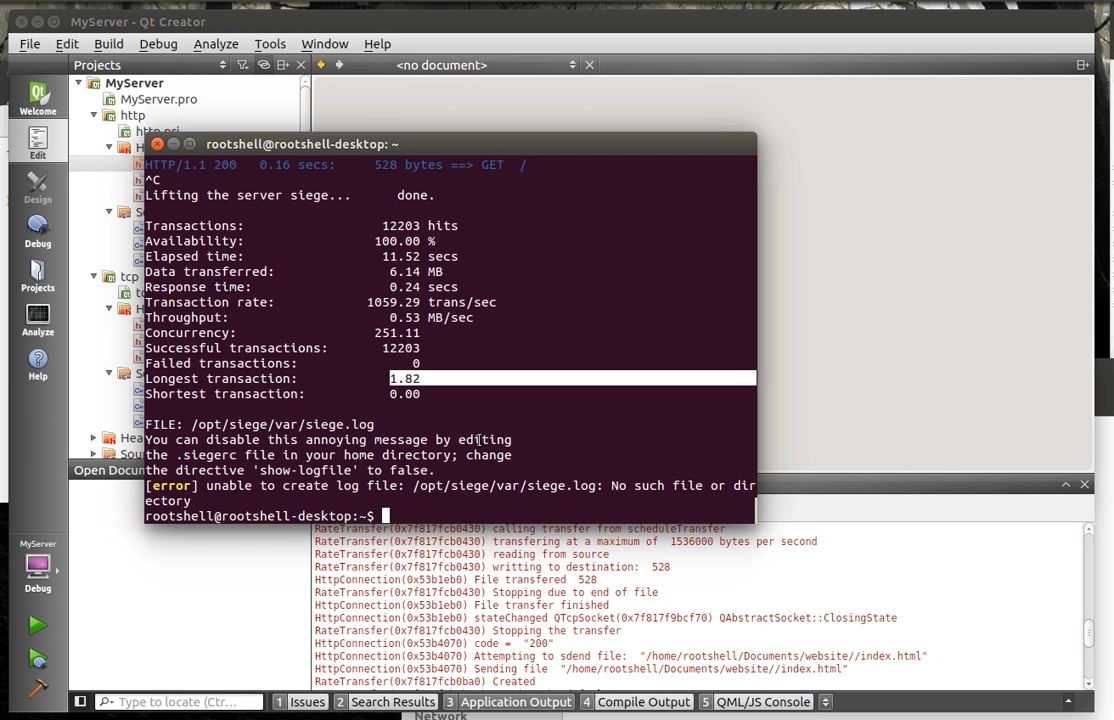 MyServer - Qt Creator
File Edit Build Debug Analyze Tools Window Help
Projects
<no document>
Welcome
Edit
Design
Debug
Projects
Analyze
Help
MyServer
Debug
MyServer
MyServer.pro
http
http.pri
H
So
tcp
tc
H
S
Head
Sour
Open Docum
rootshell@rootshell-desktop: ~
HTTP/1.1 200 0.16 secs: 528 bytes ==> GET /
^C
Lifting the server siege... done.
Transactions: 12203 hits
Availability: 100.00 %
Elapsed time: 11.52 secs
Data transferred: 6.14 MB
Response time: 0.24 secs
Transaction rate: 1059.29 trans/sec
Throughput: 0.53 MB/sec
Concurrency: 251.11
Successful transactions: 12203
Failed transactions: 0
Longest transaction: 1.82
Shortest transaction: 0.00
FILE: /opt/siege/var/siege.log
You can disable this annoying message by editing
the .siegerc file in your home directory; change
the directive 'show-logfile' to false.
[error] unable to create log file: /opt/siege/var/siege.log: No such file or dir
ectory
rootshell@rootshell-desktop:~$
RateTransfer(0x7f817fcb0430) calling transfer from scheduleTransfer
RateTransfer(0x7f817fcb0430) transfering at a maximum of 1536000 bytes per second
RateTransfer(0x7f817fcb0430) reading from source
RateTransfer(0x7f817fcb0430) writting to destination: 528
HttpConnection(0x53b1eb0) File transfered 528
RateTransfer(0x7f817fcb0430) Stopping due to end of file
HttpConnection(0x53b1eb0) File transfer finished
HttpConnection(0x53b1eb0) stateChanged QTcpSocket(0x7f817f9bcf70) QAbstractSocket::ClosingState
RateTransfer(0x7f817fcb0430) Stopping the transfer
HttpConnection(0x53b4070) code = "200"
HttpConnection(0x53b4070) Attempting to sdend file: "/home/rootshell/Documents/website//index.html"
HttpConnection(0x53b4070) Sending file "/home/rootshell/Documents/website//index.html"
RateTransfer(0x7f817fcb0ba0) Created
Type to locate (Ctr... 1 Issues 2 Search Results 3 Application Output 4 Compile Output 5 QML/JS Console
Network